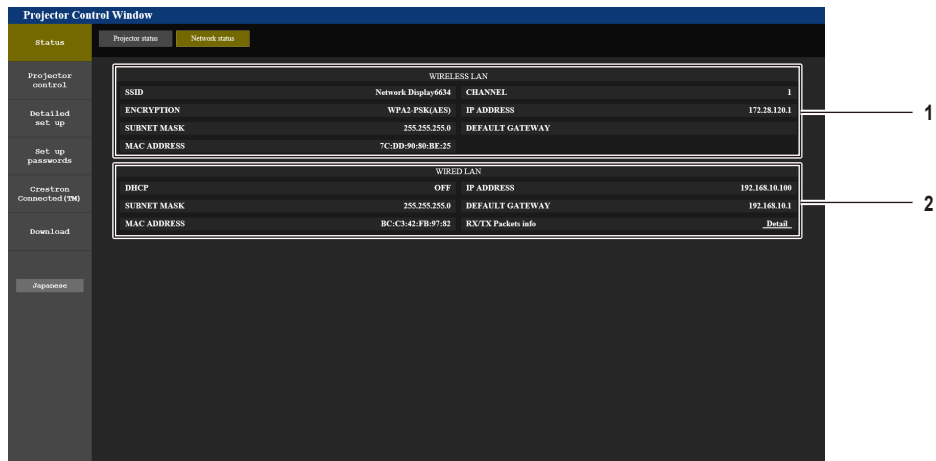 Projector Control Window
Status
Projector status Network status
Projector
control
Detailed
set up
Set up
passwords
Crestron
Connected(TM)
Download
Japanese
WIRELESS LAN
SSID Network Display6634 CHANNEL 1
ENCRYPTION WPA2-PSK(AES) IP ADDRESS 172.28.120.1
SUBNET MASK 255.255.255.0 DEFAULT GATEWAY
MAC ADDRESS 7C:DD:90:80:BE:25
1
WIRED LAN
DHCP OFF IP ADDRESS 192.168.10.100
SUBNET MASK 255.255.255.0 DEFAULT GATEWAY 192.168.10.1
MAC ADDRESS BC:C3:42:FB:97:82 RX/TX Packets info Detail
2